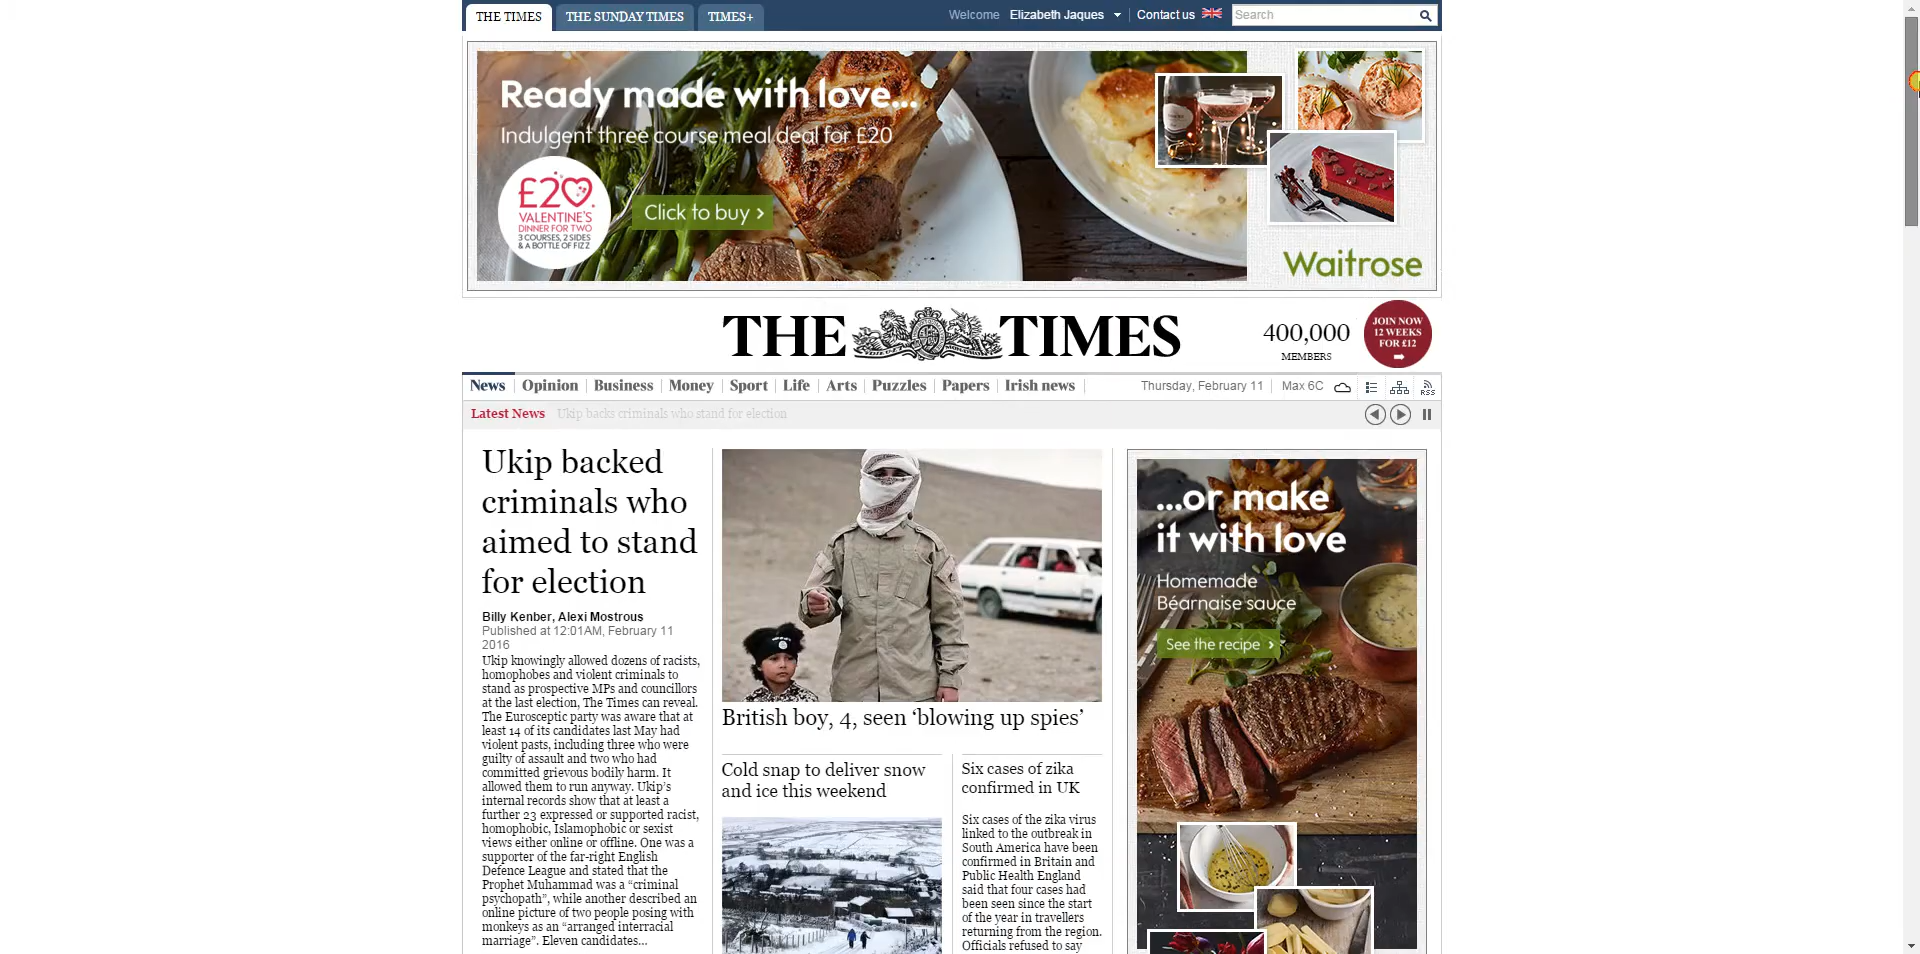 THE TIMES
THE SUNDAY TIMES
TIMES+
Welcome Elizabeth Jaques
Contact us
Search
Ready made with love...
Indulgent three course meal deal for £20
£20.
VALENTINE'S
DINNER FOR TWO
3 COURSES, 2 SIDES
& A BOTTLE OF FIZZ
Click to buy >
Waitrose
THE TIMES
400,000
MEMBERS
JOIN NOW
12 WEEKS
FOR £12
News Opinion Business Money Sport Life Arts Puzzles Papers Irish news
Thursday, February 11 Max 6C
RSS
Latest News Ukip backs criminals who stand for election
Ukip backed
criminals who
aimed to stand
for election
Billy Kenber, Alexi Mostrous
Published at 12:01AM, February 11
2016
Ukip knowingly allowed dozens of racists,
homophobes and violent criminals to
stand as prospective MPs and councillors
at the last election, The Times can reveal.
The Eurosceptic party was aware that at
least 14 of its candidates last May had
violent pasts, including three who were
guilty of assault and two who had
committed grievous bodily harm. It
allowed them to run anyway. Ukip's
internal records show that at least a
further 23 expressed or supported racist,
homophobic, Islamophobic or sexist
views either online or offline. One was a
supporter of the far-right English
Defence League and stated that the
Prophet Muhammad was a “criminal
psychopath”, while another described an
online picture of two people posing with
monkeys as an “arranged interracial
marriage”. Eleven candidates...
British boy, 4, seen ‘blowing up spies’
Cold snap to deliver snow
and ice this weekend
Six cases of zika
confirmed in UK
Six cases of the zika virus
linked to the outbreak in
South America have been
confirmed in Britain and
Public Health England
said that four cases had
been seen since the start
of the year in travellers
returning from the region.
Officials refused to say
...or make
it with love
Homemade
Béarnaise sauce
See the recipe >